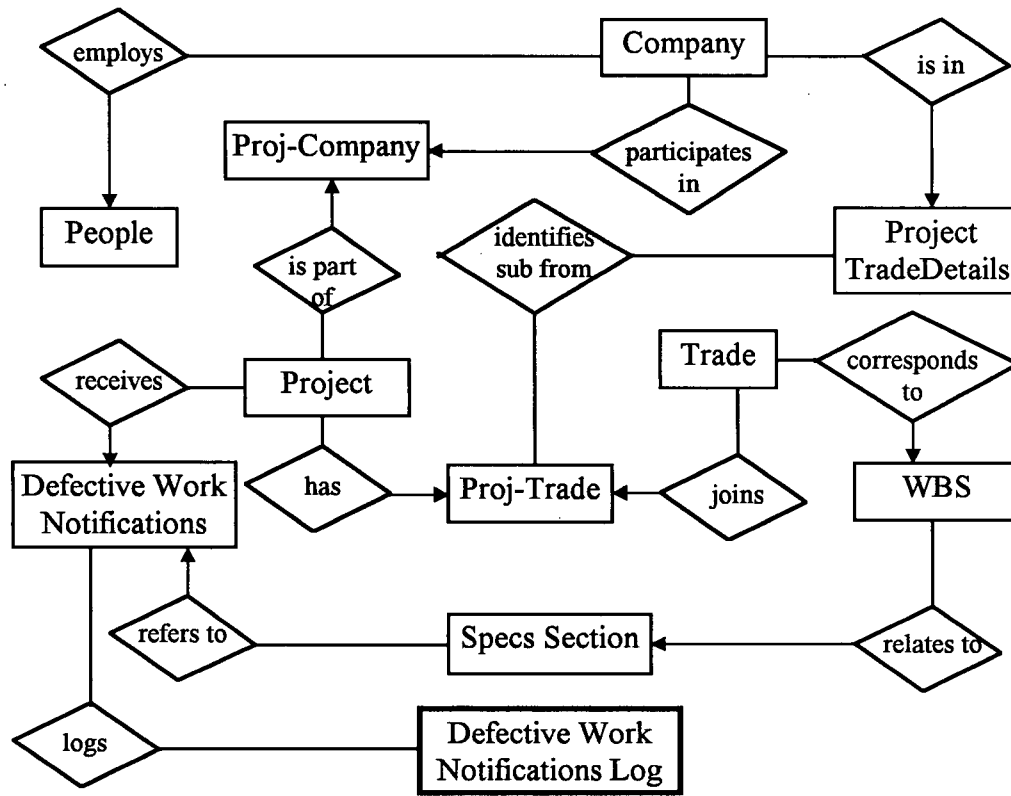 employs
Company
is in
Proj-Company
participates
in
People
identifies
sub from
Project
TradeDetails
is part
of
Trade
corresponds
to
receives
Project
Defective Work
Notifications
has
Proj-Trade
joins
WBS
refers to
Specs Section
relates to
logs
Defective Work
Notifications Log